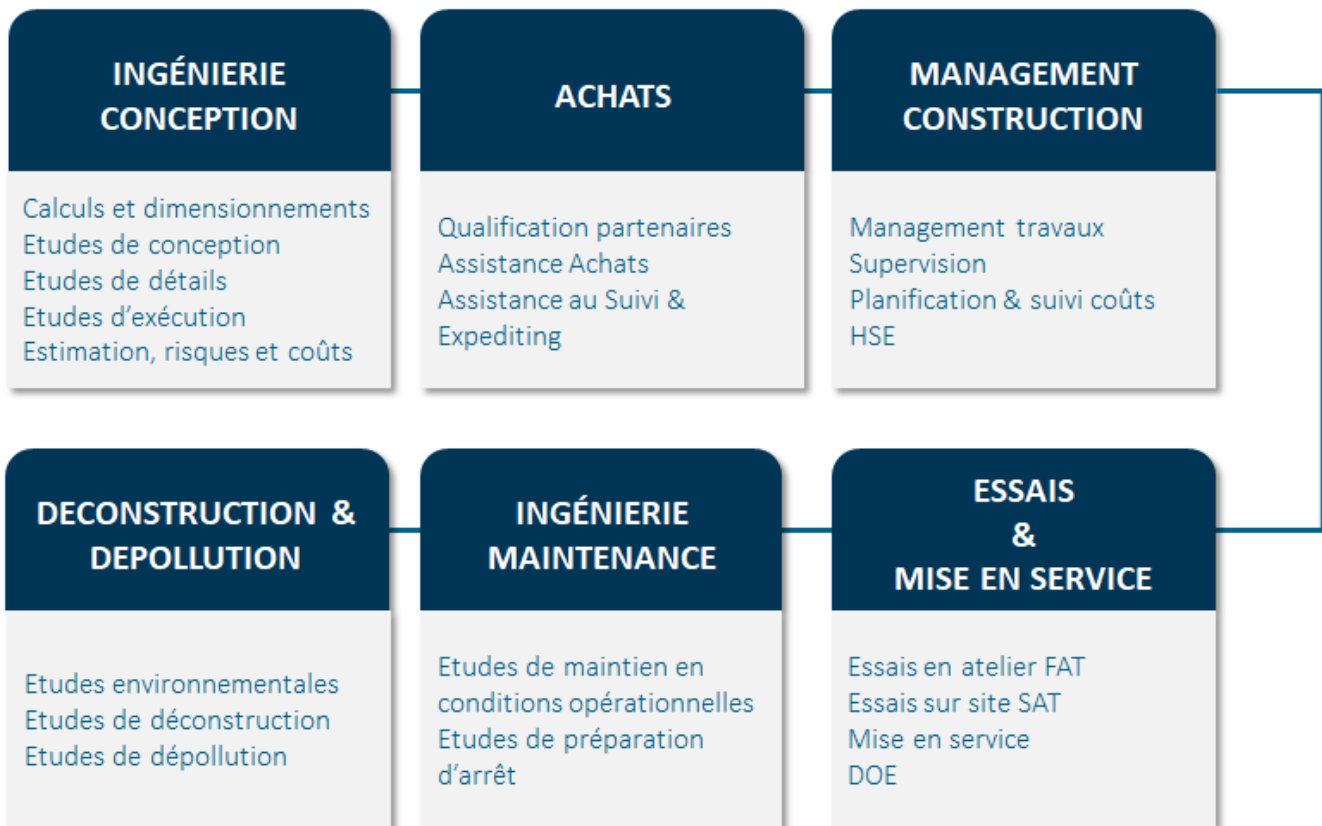 INGÉNIERIE
CONCEPTION
Calculs et dimensionnements
Etudes de conception
Etudes de détails
Etudes d’exécution
Estimation, risques et coûts
ACHATS
Qualification partenaires
Assistance Achats
Assistance au Suivi &
Expediting
MANAGEMENT
CONSTRUCTION
Management travaux
Supervision
Planification & suivi coûts
HSE
DECONSTRUCTION &
DEPOLLUTION
Etudes environnementales
Etudes de déconstruction
Etudes de dépollution
INGÉNIERIE
MAINTENANCE
Etudes de maintien en
conditions opérationnelles
Etudes de préparation
d’arrêt
ESSAIS
&
MISE EN SERVICE
Essais en atelier FAT
Essais sur site SAT
Mise en service
DOE